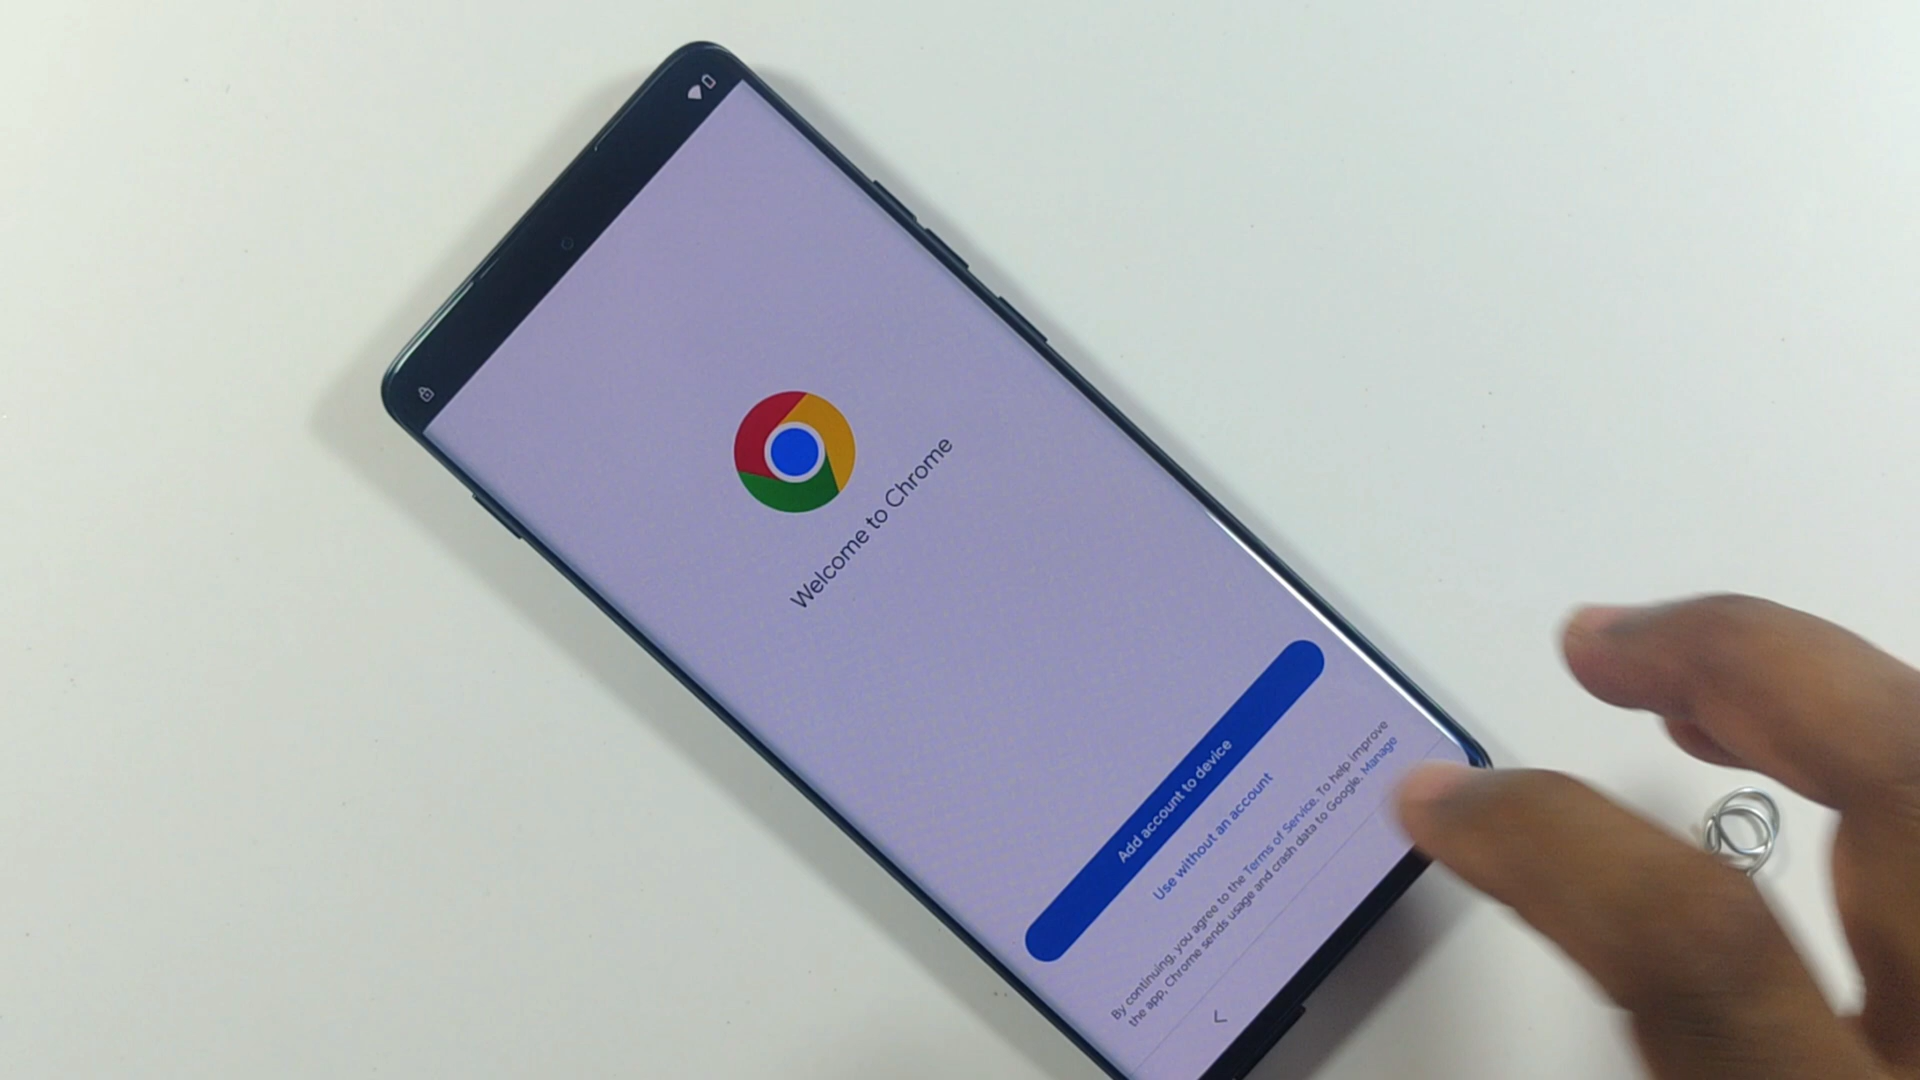 Welcome to Chrome
Add account to device
Use without an account
By continuing, you agree to the Terms of Service. To help improve
the app, Chrome sends usage and crash data to Google. Manage